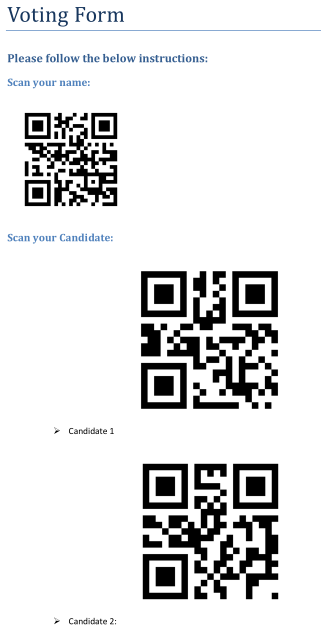 Voting Form
Please follow the below instructions:
Scan your name:
Scan your Candidate:
➢ Candidate 1
➢ Candidate 2: